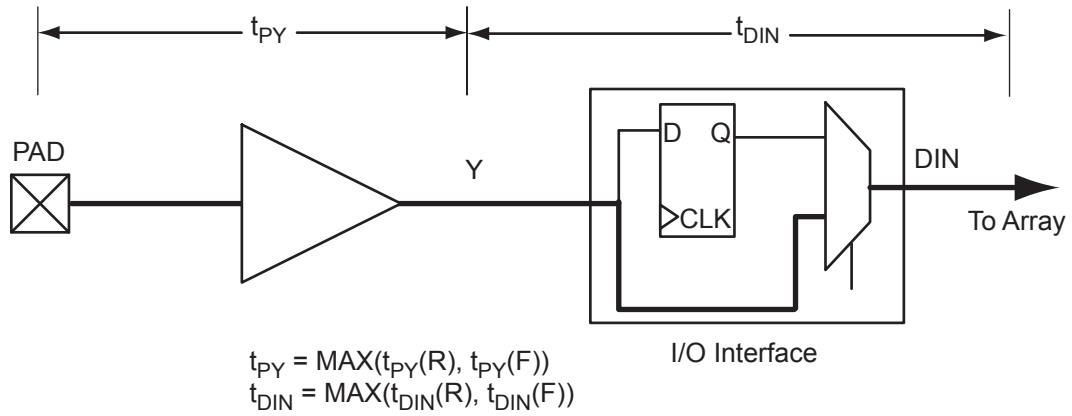 tPY
tDIN
PAD
Y
D
Q
CLK
DIN
To Array
I/O Interface
tPY = MAX(tPY(R), tPY(F))
tDIN = MAX(tDIN(R), tDIN(F))